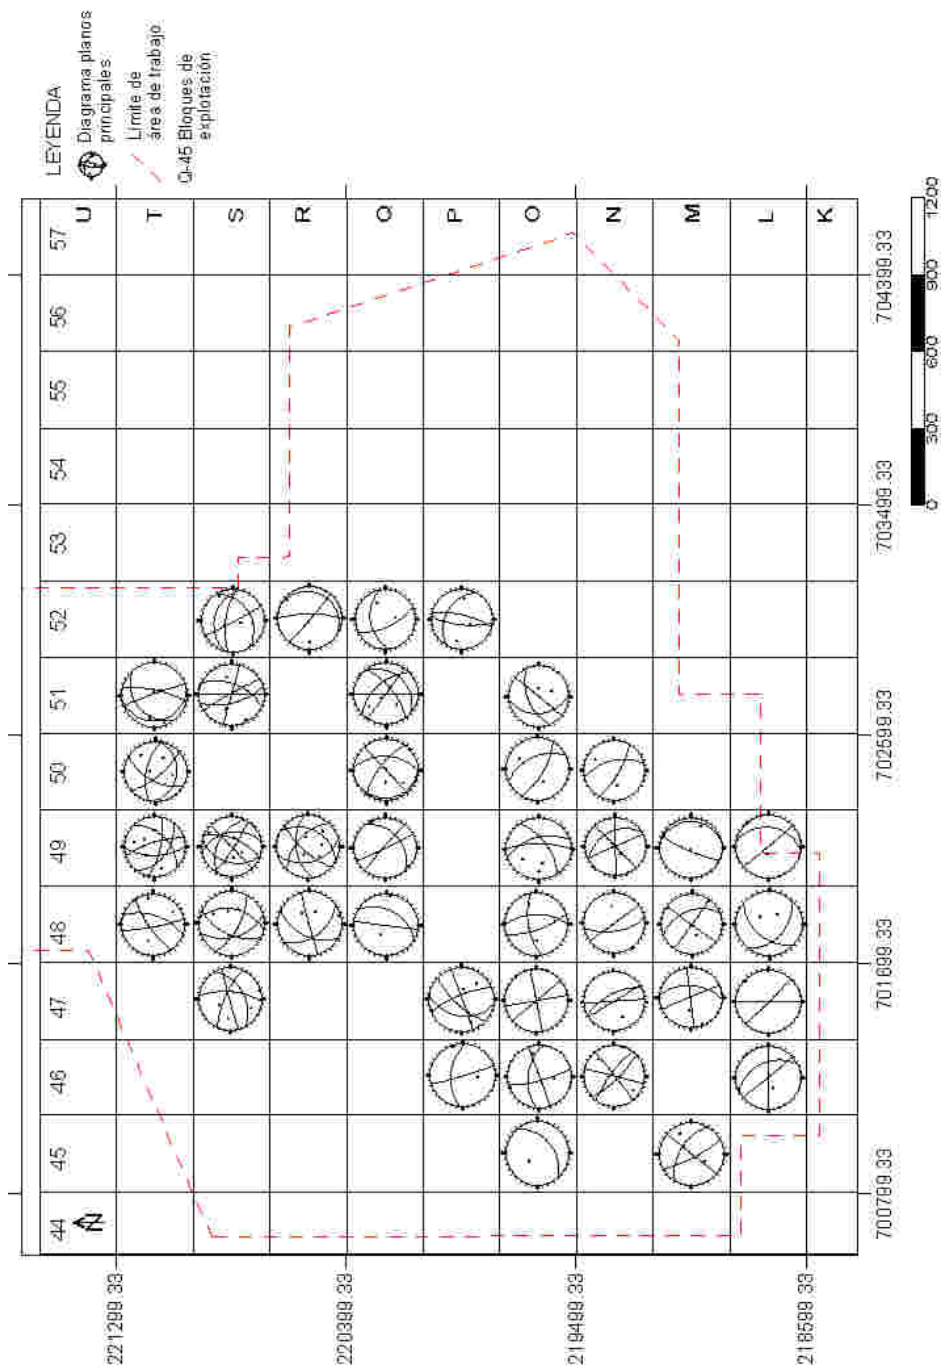 LEYENDA
Diagrama planos
principales
Límite de
área de trabajo
Q-45 Bloques de
explotación
44 45 46 47 48 49 50 51 52 53 54 55 56 57
N
U
T
S
R
Q
P
O
N
M
L
K
221299.33
220399.33
219499.33
218599.33
700799.33 701699.33 702599.33 703499.33 704399.33
0 300 600 900 1200